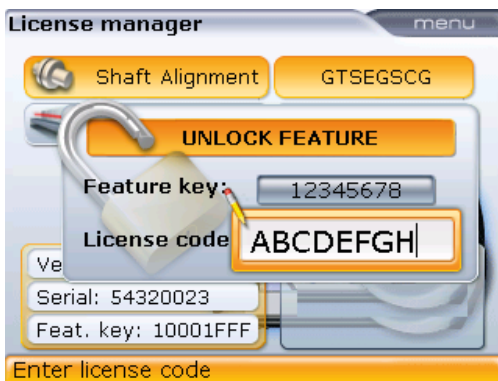 License manager
menu
Shaft Alignment
GTSEGSCG
UNLOCK FEATURE
Feature key:
12345678
License code
ABCDEFGH
Ve
Serial: 54320023
Feat. key: 10001FFF
Enter license code